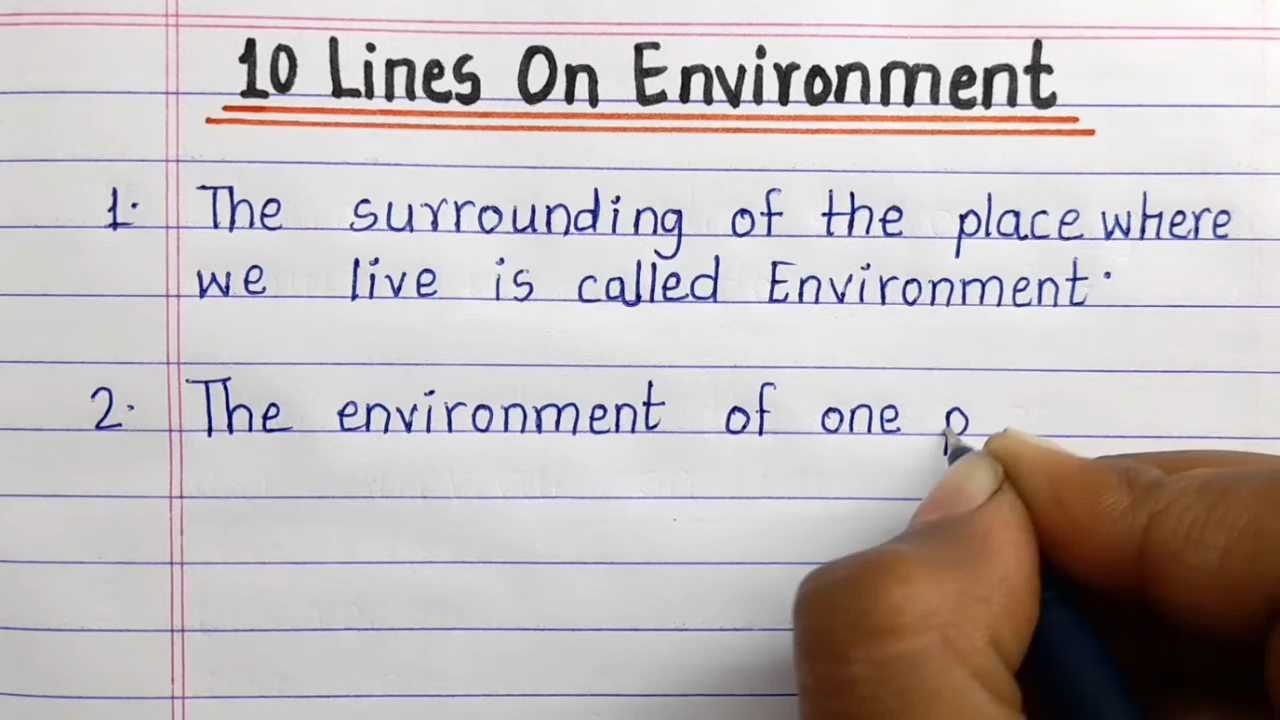 10 Lines On Environment
1. The surrounding of the place where
we live is called Environment.
2. The environment of one p